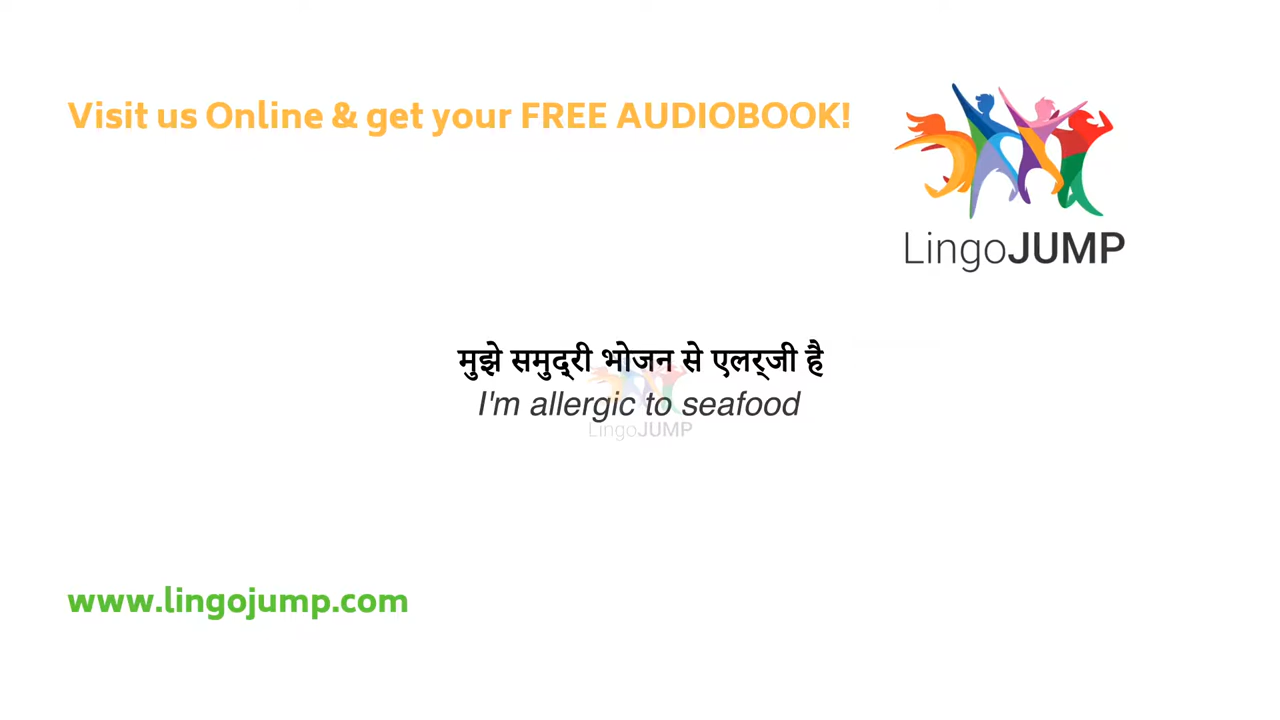 Visit us Online & get your FREE AUDIOBOOK!
LingoJUMP
मुझे समुद्री भोजन से एलर्जी है
I'm allergic to seafood
LingoJUMP
www.lingojump.com